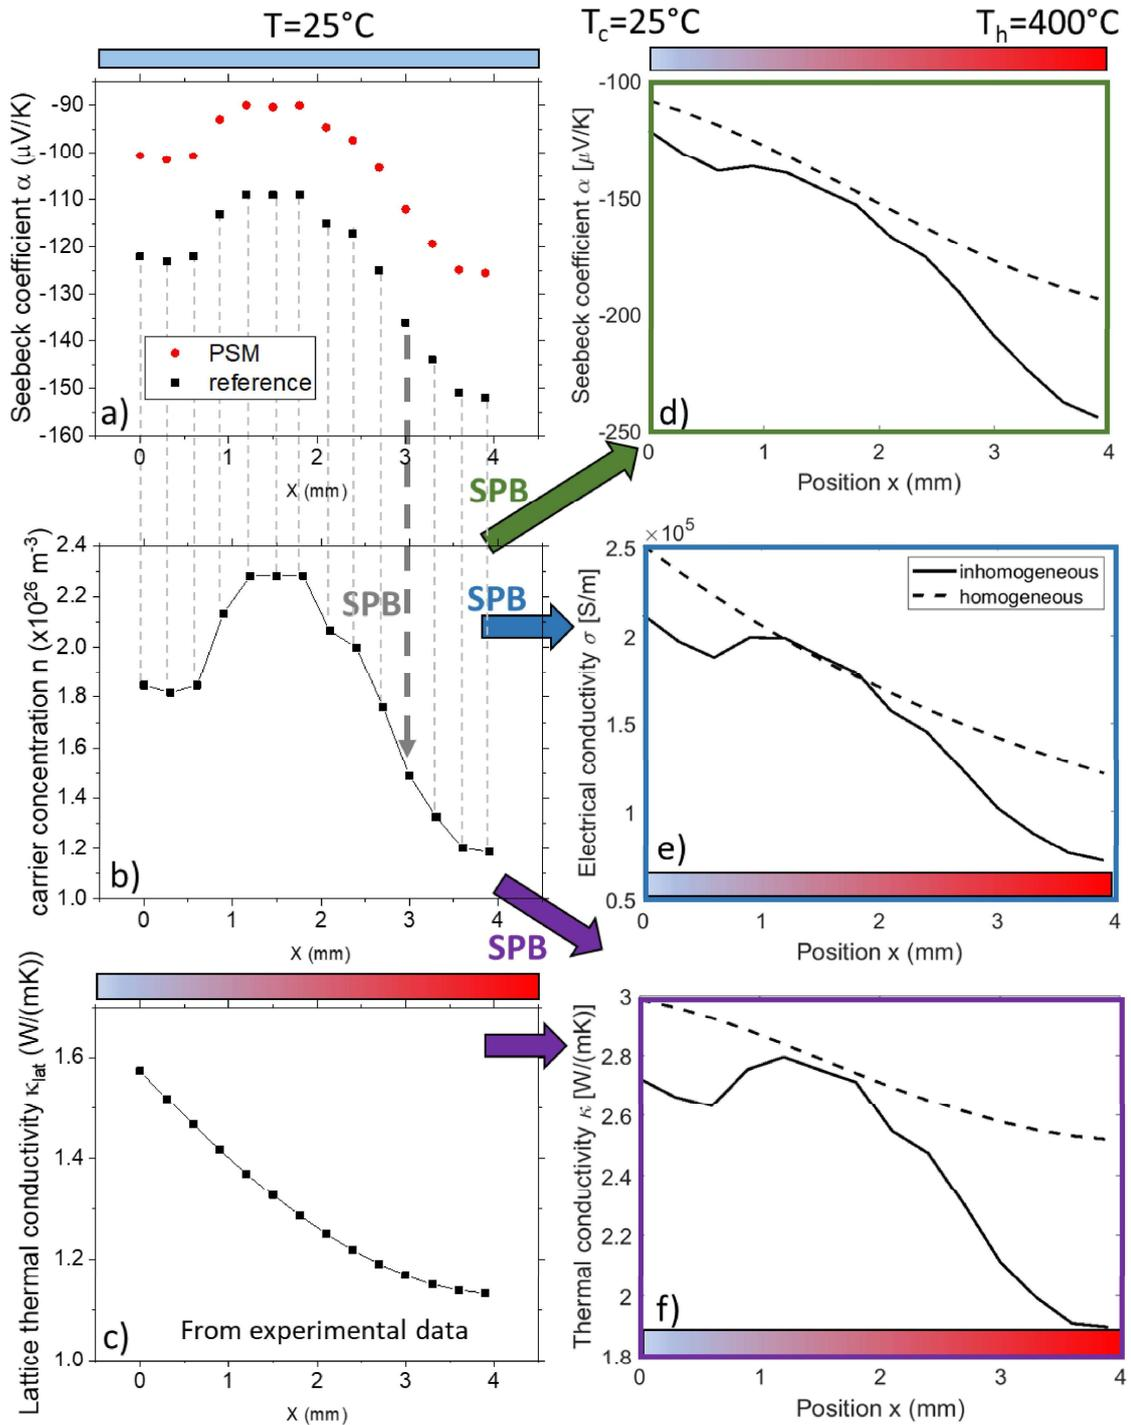 T=25°C
Seebeck coefficient α (μV/K)
-90
-100
-110
-120
-130
-140
-150
-160
PSM
reference
a)
0 1 2 3 4
X (mm)
T_c=25°C T_h=400°C
Seebeck coefficient α [μV/K]
-100
-150
-200
-250
d)
0 1 2 3 4
Position x (mm)
SPB
carrier concentration n (x10^26 m^-3)
2.4
2.2
2.0
1.8
1.6
1.4
1.2
1.0
SPB
b)
0 1 2 3 4
X (mm)
SPB
×10^5
Electrical conductivity σ [S/m]
2.5
2
1.5
1
0.5
inhomogeneous
homogeneous
e)
0 1 2 3 4
Position x (mm)
SPB
Lattice thermal conductivity κ_lat (W/(mK))
1.6
1.4
1.2
1.0
c)
From experimental data
0 1 2 3 4
X (mm)
Thermal conductivity κ [W/(mK)]
3
2.8
2.6
2.4
2.2
2
1.8
f)
0 1 2 3 4
Position x (mm)